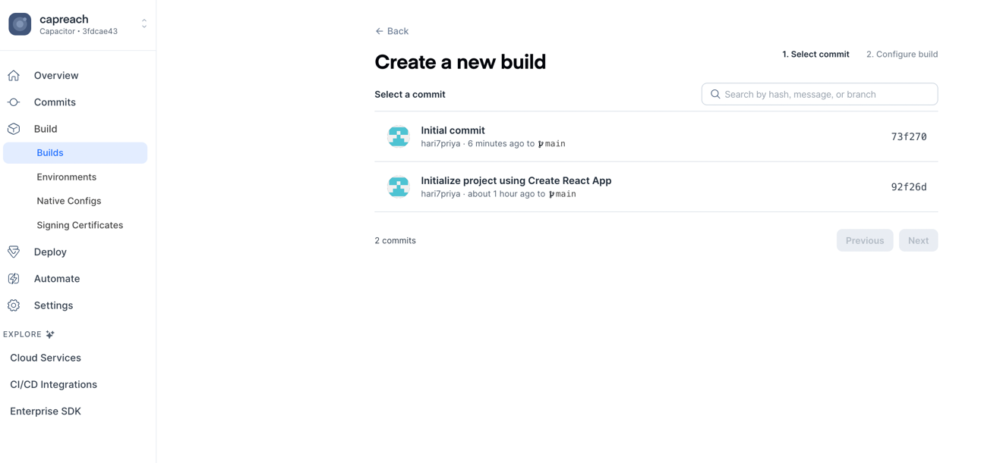 capreach
Capacitor • 3fdcae43
Overview
Commits
Build
Builds
Environments
Native Configs
Signing Certificates
Deploy
Automate
Settings
EXPLORE
Cloud Services
CI/CD Integrations
Enterprise SDK
← Back
Create a new build
1. Select commit 2. Configure build
Select a commit
Search by hash, message, or branch
Initial commit
hari7priya · 6 minutes ago to main
73f270
Initialize project using Create React App
hari7priya · about 1 hour ago to main
92f26d
2 commits
Previous Next